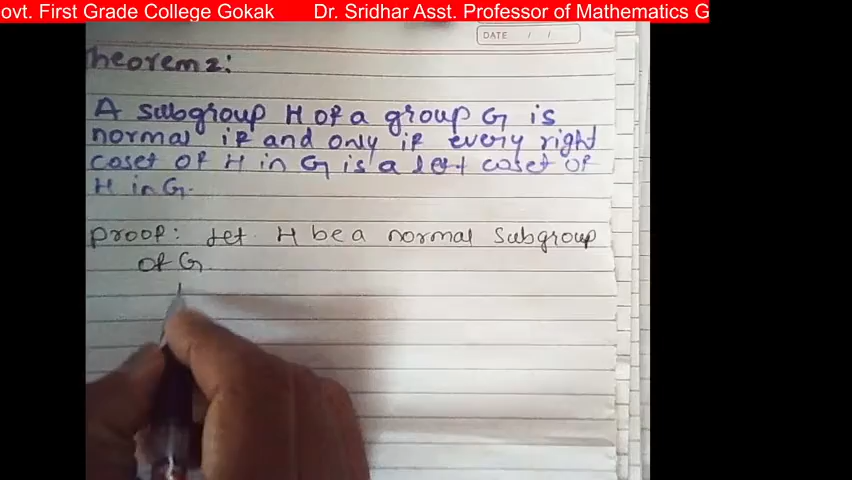 ovt. First Grade College Gokak Dr. Sridhar Asst. Professor of Mathematics G
DATE / /
Theorem 2:
A subgroup H of a group G is
normal if and only if every right
coset of H in G is a left coset of
H in G.
Proof: Let H be a normal subgroup
of G